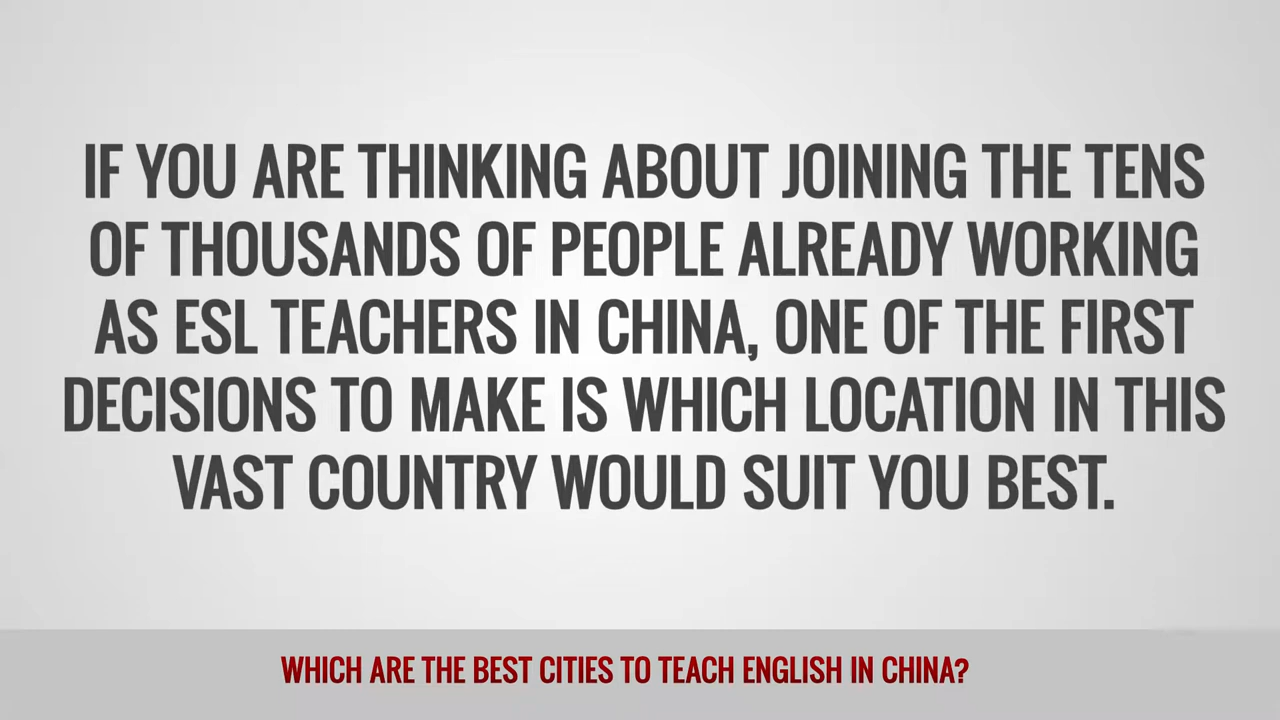 IF YOU ARE THINKING ABOUT JOINING THE TENS
OF THOUSANDS OF PEOPLE ALREADY WORKING
AS ESL TEACHERS IN CHINA, ONE OF THE FIRST
DECISIONS TO MAKE IS WHICH LOCATION IN THIS
VAST COUNTRY WOULD SUIT YOU BEST.
WHICH ARE THE BEST CITIES TO TEACH ENGLISH IN CHINA?